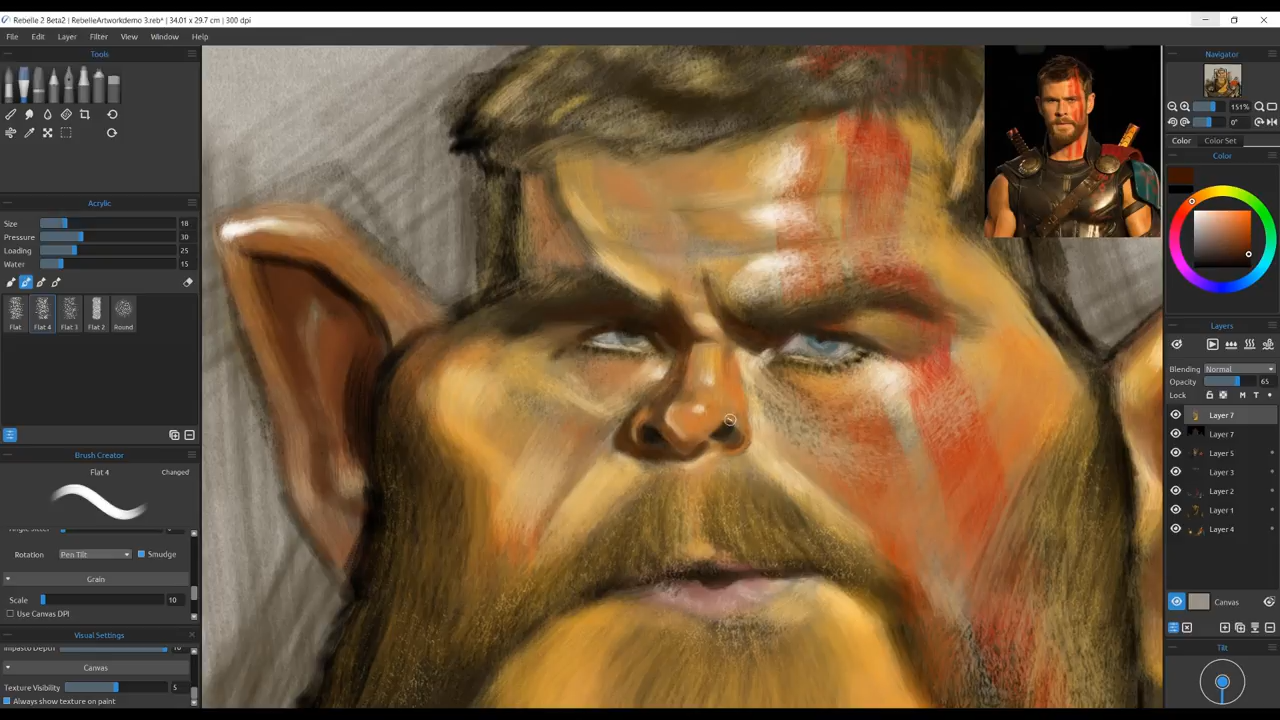 Rebelle 2 Beta2 | RebelleArtworkdemo 3.reb* | 34.01 x 29.7 cm | 300 dpi
File Edit Layer Filter View Window Help
Tools
Acrylic
Size 18
Pressure 30
Loading 25
Water 15
Flat Flat 4 Flat 3 Flat 2 Round
Brush Creator
Flat 4 Changed
Rotation Pen Tilt Smudge
Grain
Scale 10
Use Canvas DPI
Visual Settings
Impasto Depth 10
Canvas
Texture Visibility 5
Always show texture on paint
Navigator
151%
0°
Color Color Set
Color
Layers
Blending Normal
Opacity 65
Lock M T
Layer 7
Layer 7
Layer 5
Layer 3
Layer 2
Layer 1
Layer 4
Canvas
Tilt